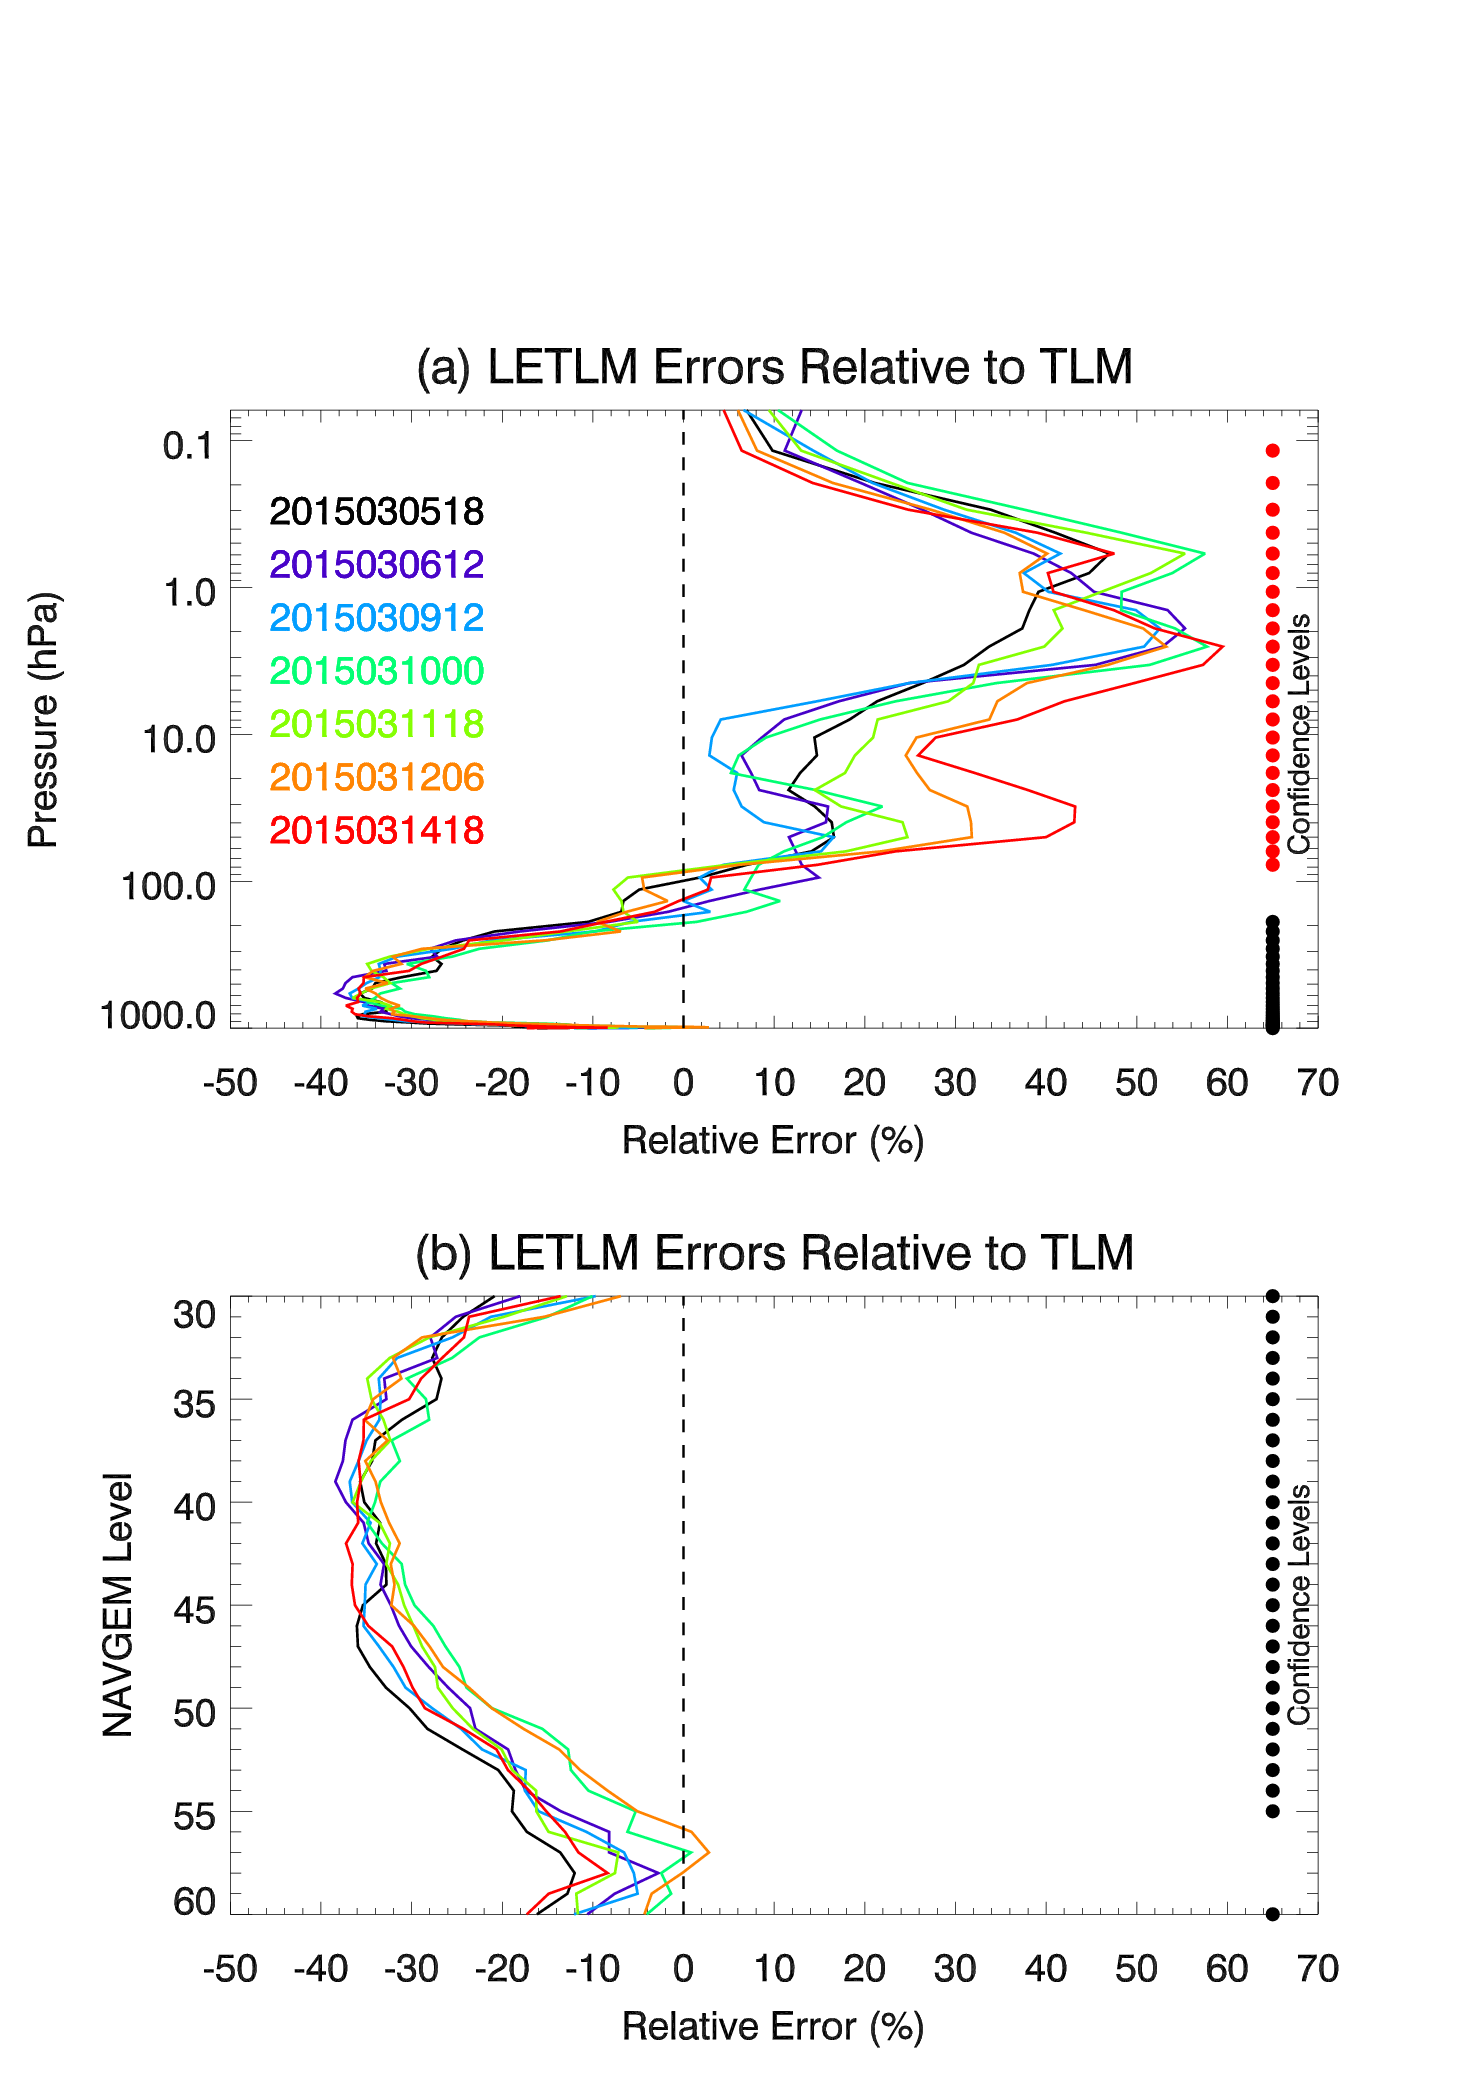 (a) LETLM Errors Relative to TLM
0.1
1.0
10.0
100.0
1000.0
Pressure (hPa)
2015030518
2015030612
2015030912
2015031000
2015031118
2015031206
2015031418
Confidence Levels
-50 -40 -30 -20 -10 0 10 20 30 40 50 60 70
Relative Error (%)
(b) LETLM Errors Relative to TLM
30
35
40
45
50
55
60
NAVGEM Level
Confidence Levels
-50 -40 -30 -20 -10 0 10 20 30 40 50 60 70
Relative Error (%)